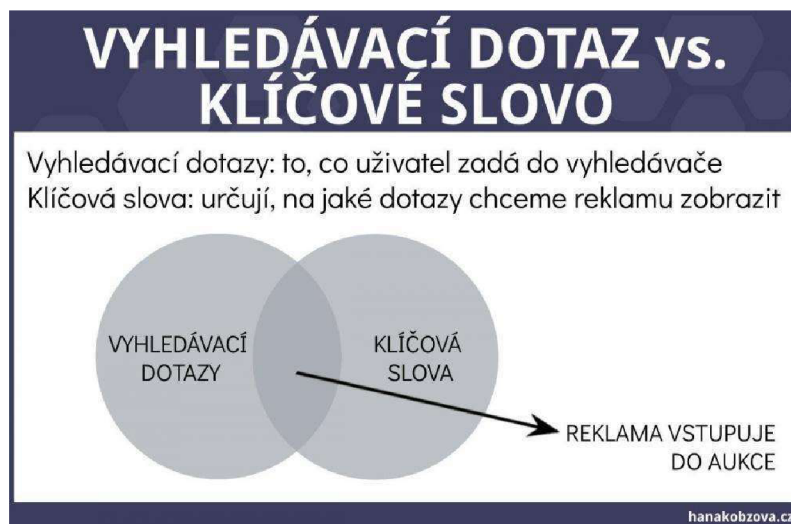 VYHLEDÁVACÍ DOTAZ vs.
KLÍČOVÉ SLOVO
Vyhledávací dotazy: to, co uživatel zadá do vyhledávače
Klíčová slova: určují, na jaké dotazy chceme reklamu zobrazit
VYHLEDÁVACÍ
DOTAZY
KLÍČOVÁ
SLOVA
REKLAMA VSTUPUJE
DO AUKCE
hanakobzova.cz